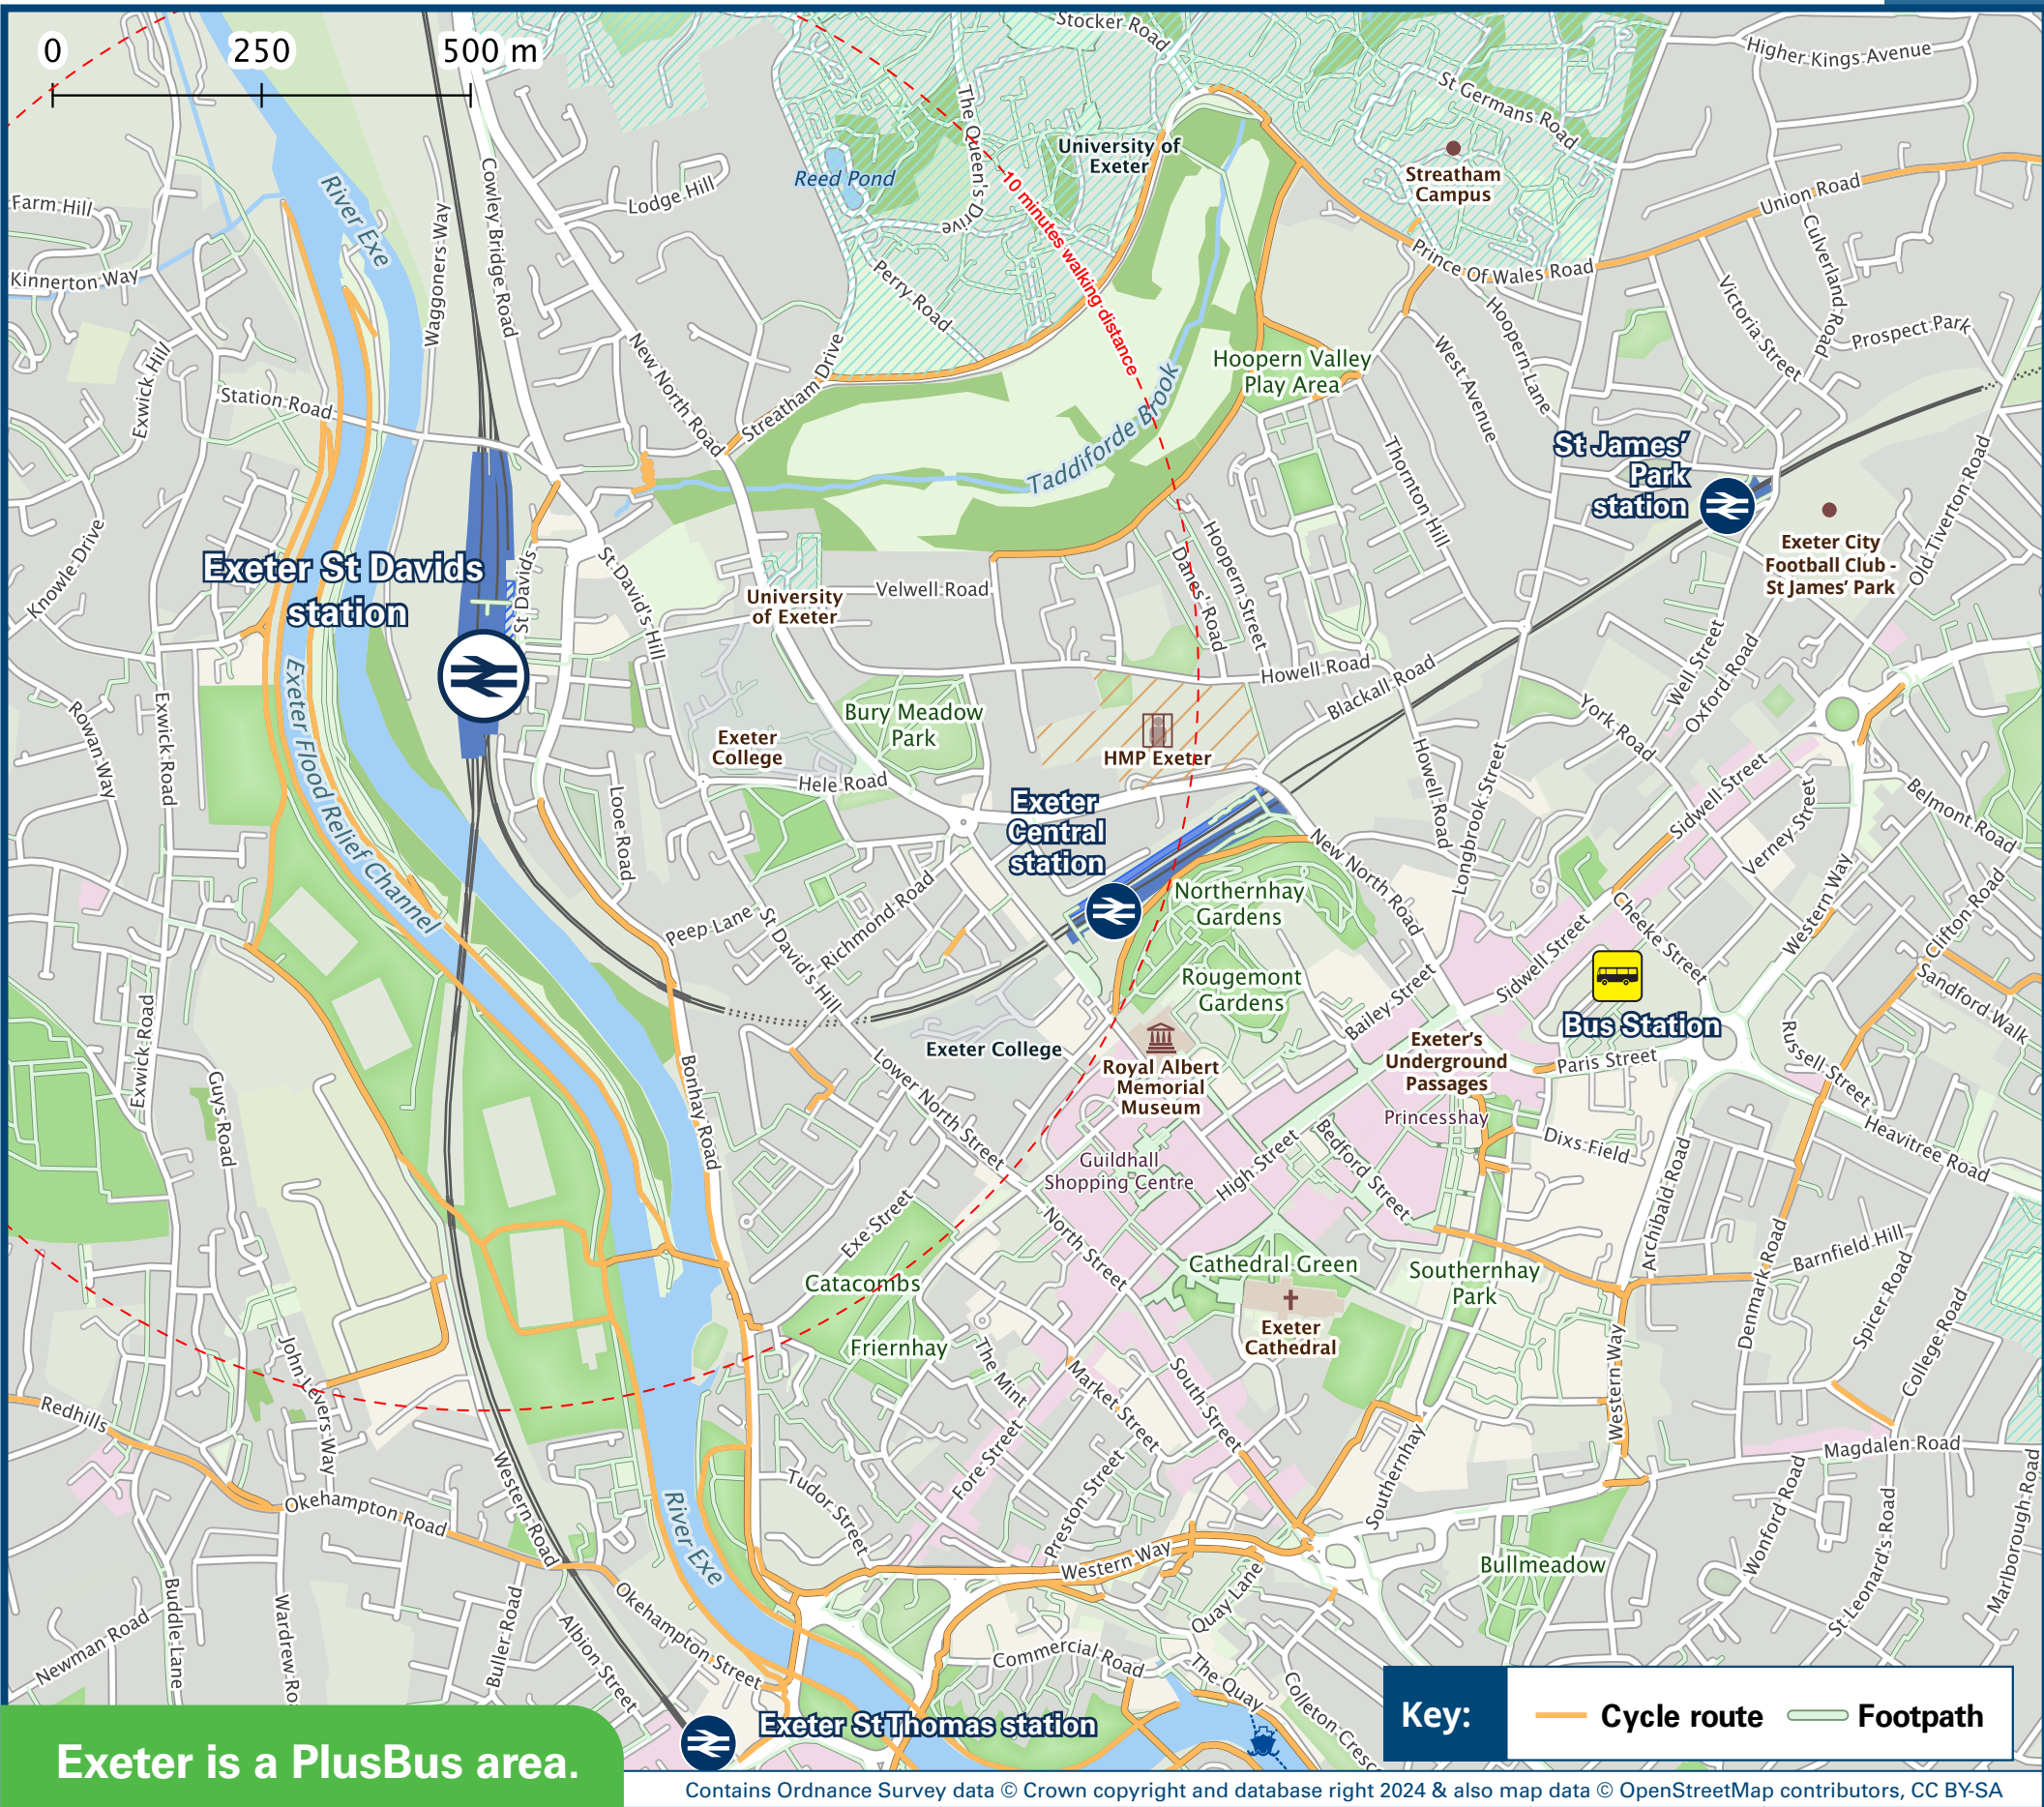 0 250 500 m
Stocker Road
Higher Kings Avenue
St Germans Road
The Queen's Drive
University of
Exeter
Streatham
Campus
Reed Pond
River Exe
Cowley Bridge Road
Waggoners Way
Lodge Hill
Farm Hill
Kinnerton Way
10 minutes walking distance
Union Road
Culverland Road
Prince Of Wales Road
Perry Road
Victoria Street
Prospect Park
Hoopern Lane
West Avenue
Hoopern Valley
Play Area
New North Road
Streatham Drive
Exwick Hill
Station Road
Taddiforde Brook
Thornton Hill
St James'
Park
station
Old Tiverton Road
Exeter City
Football Club -
St James' Park
Knowle Drive
Exeter St Davids
station
St Davids
St David's Hill
University
of Exeter
Velwell Road
Danes' Road
Hoopern Street
Howell Road
Blackall Road
Well Street
Oxford Road
York Road
Exeter Flood Relief Channel
Exwick Road
Rowan Way
Exeter
College
Bury Meadow
Park
HMP Exeter
Hele Road
Looe Road
Exeter
Central
station
Howell Road
Longbrook Street
Sidwell Street
Verney Street
Belmont Road
New North Road
Northernhay
Gardens
Peep Lane
St David's Hill
Richmond Road
Cheeke Street
Western Way
Clifton Road
Sandford Walk
Rougemont
Gardens
Bailey Street
Sidwell Street
Bus Station
Exwick Road
Guys Road
Exeter College
Royal Albert
Memorial
Museum
Exeter's
Underground
Passages
Paris Street
Russell Street
Heavitree Road
Bonhay Road
Lower North Street
Princesshay
Dixs Field
Guildhall
Shopping Centre
High Street
Bedford Street
Archibald Road
Exe Street
North Street
Catacombs
Cathedral Green
Southernhay
Park
Denmark Road
Barnfield Hill
Spicer Road
College Road
Friernhay
The Mint
Exeter
Cathedral
Market Street
South Street
Western Way
John Levers Way
Redhills
Okehampton Road
Western Road
Tudor Street
Fore Street
Preston Street
Southernhay
Magdalen Road
Wonford Road
St Leonard's Road
Marlborough Road
River Exe
Western Way
Bullmeadow
Quay Lane
Buddle Lane
Wardrew Ro
Newman Road
Buller Road
Albion Street
Okehampton Street
Commercial Road
The Quay
Colleton Cresc
Exeter St Thomas station
Key: Cycle route Footpath
Exeter is a PlusBus area.
Contains Ordnance Survey data © Crown copyright and database right 2024 & also map data © OpenStreetMap contributors, CC BY-SA